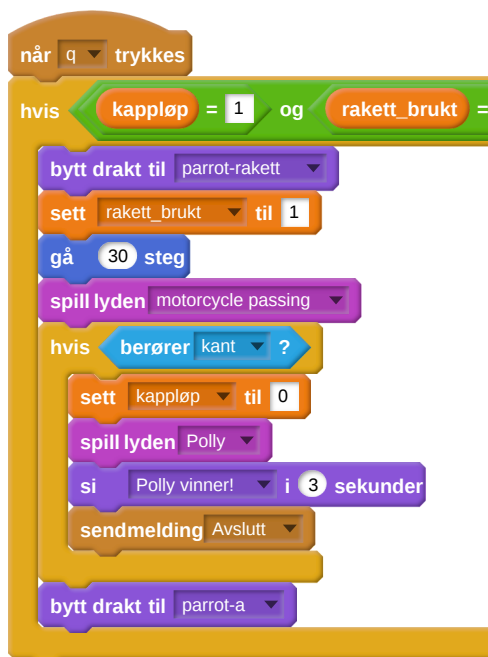 når q trykkes
hvis kappløp = 1 og rakett_brukt =
bytt drakt til parrot-rakett
sett rakett_brukt til 1
gå 30 steg
spill lyden motorcycle passing
hvis berører kant ?
sett kappløp til 0
spill lyden Polly
si Polly vinner! i 3 sekunder
sendmelding Avslutt
bytt drakt til parrot-a